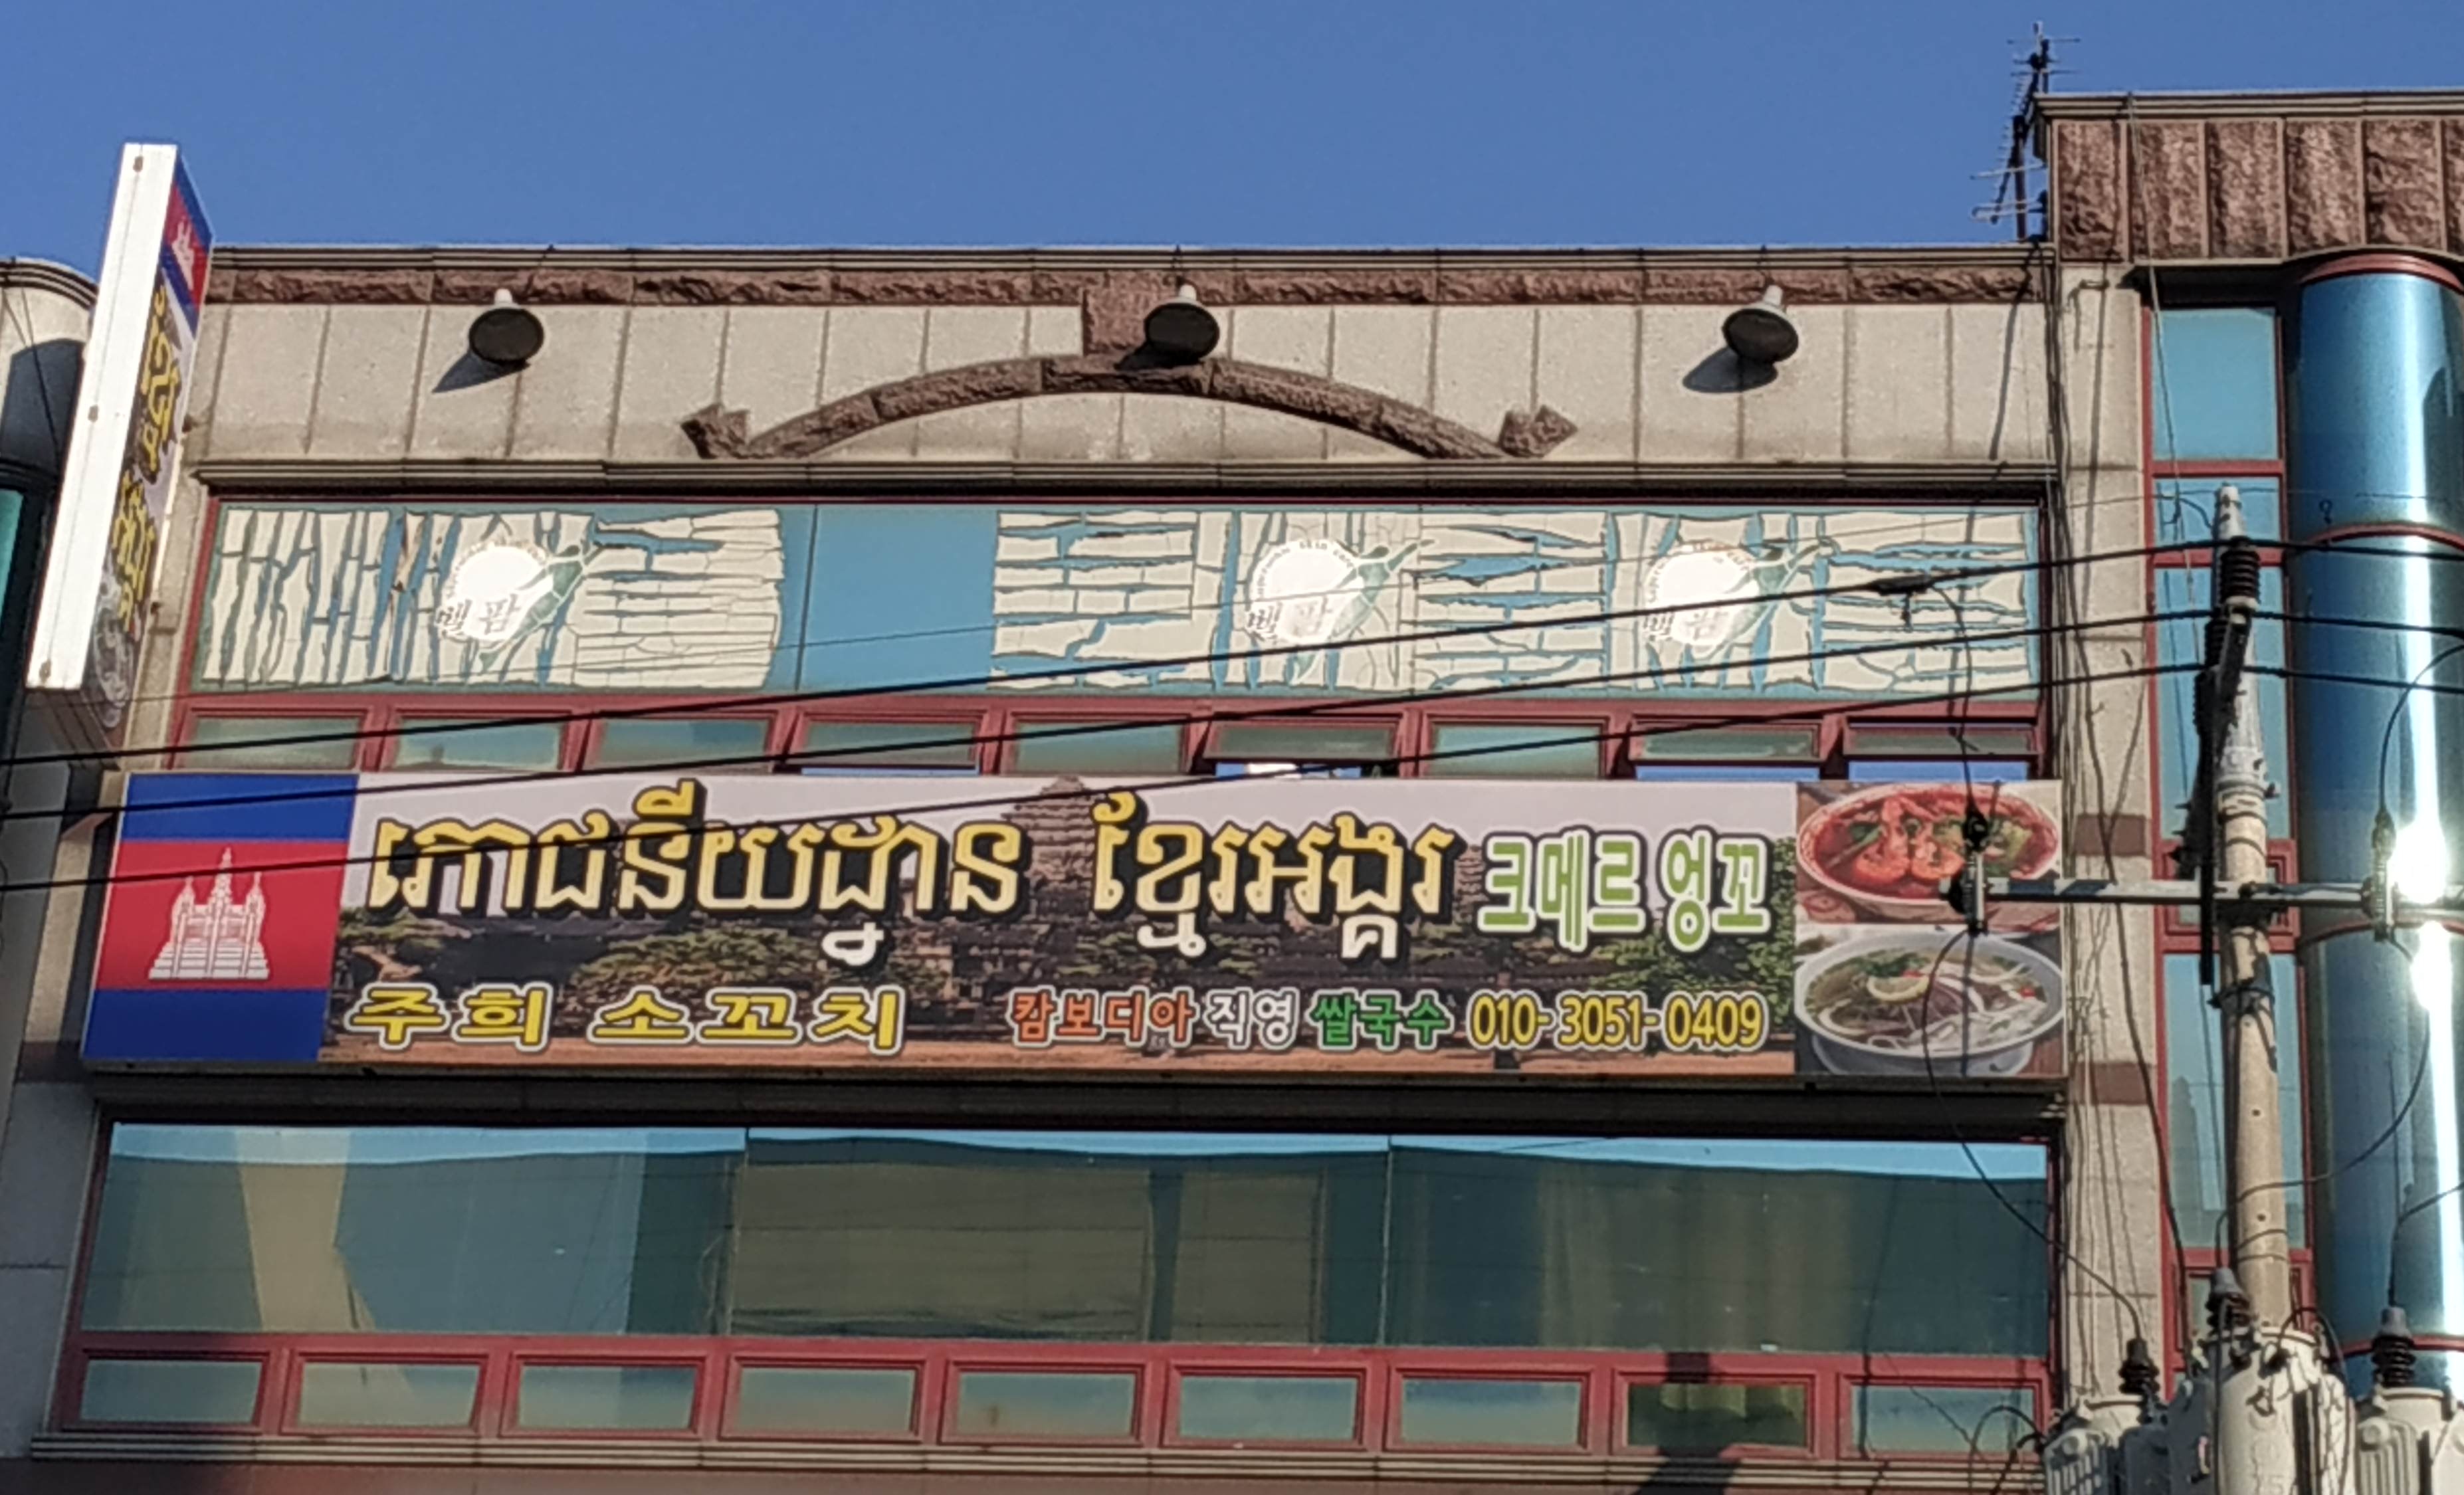 ភោជនីយដ្ឋាន ខ្មែរអង្គរ 크메르 엉꼬
주희 소꼬치 캄보디아 직영 쌀국수 010-3051-0409